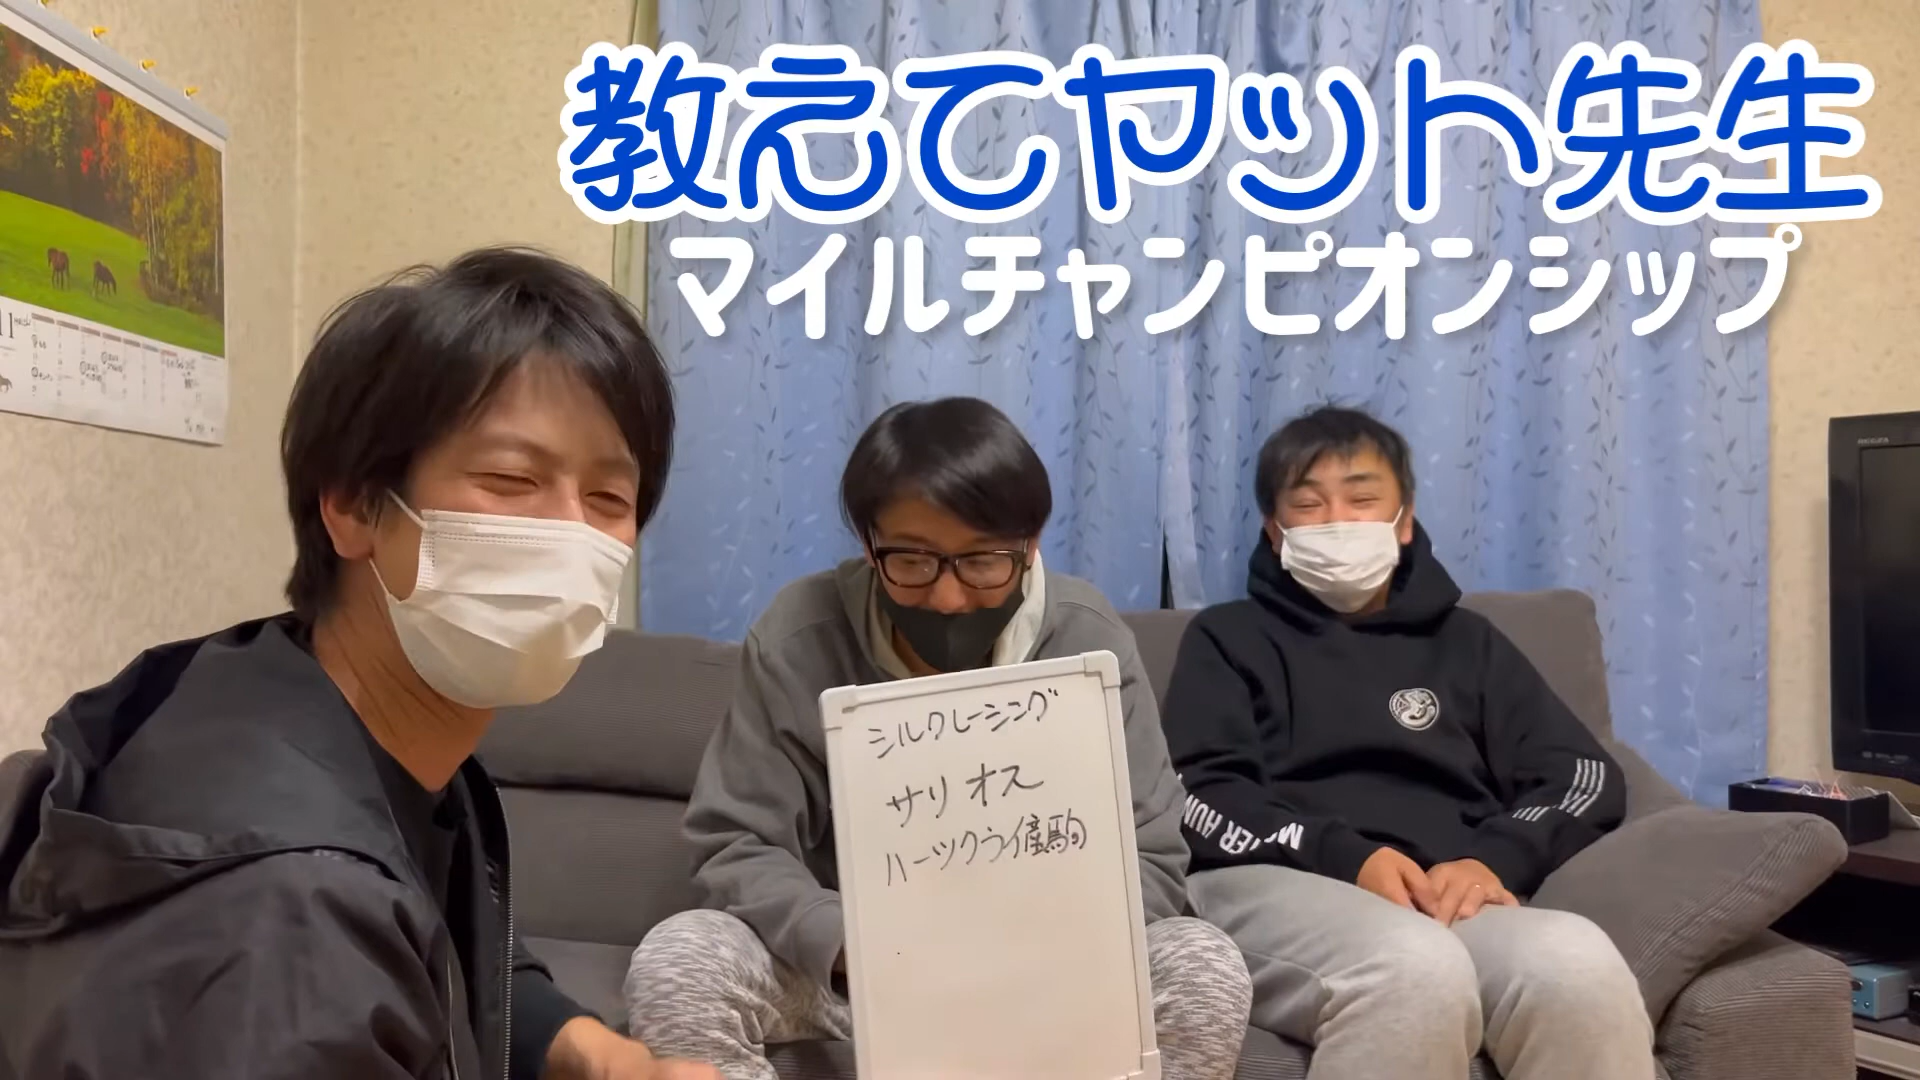 教えてヤット先生
マイルチャンピオンシップ
11
REGZA
シルクレーシング
サリオス
ハーツクライ産駒